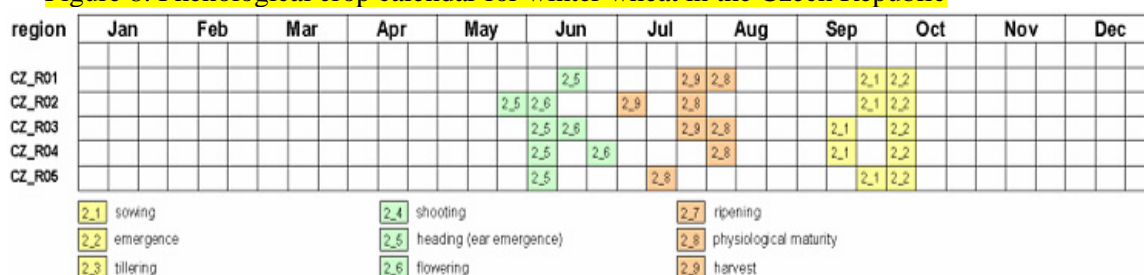 Figure 6. Phenological crop calendar for winter wheat in the Czech Republic
region Jan Feb Mar Apr May Jun Jul Aug Sep Oct Nov Dec
CZ_R01 2_5 2_9 2_8 2_1 2_2
CZ_R02 2_5 2_6 2_9 2_8 2_1 2_2
CZ_R03 2_5 2_6 2_9 2_8 2_1 2_2
CZ_R04 2_5 2_6 2_8 2_1 2_2
CZ_R05 2_5 2_8 2_1 2_2
2_1 sowing 2_4 shooting 2_7 ripening
2_2 emergence 2_5 heading (ear emergence) 2_8 physiological maturity
2_3 tillering 2_6 flowering 2_9 harvest